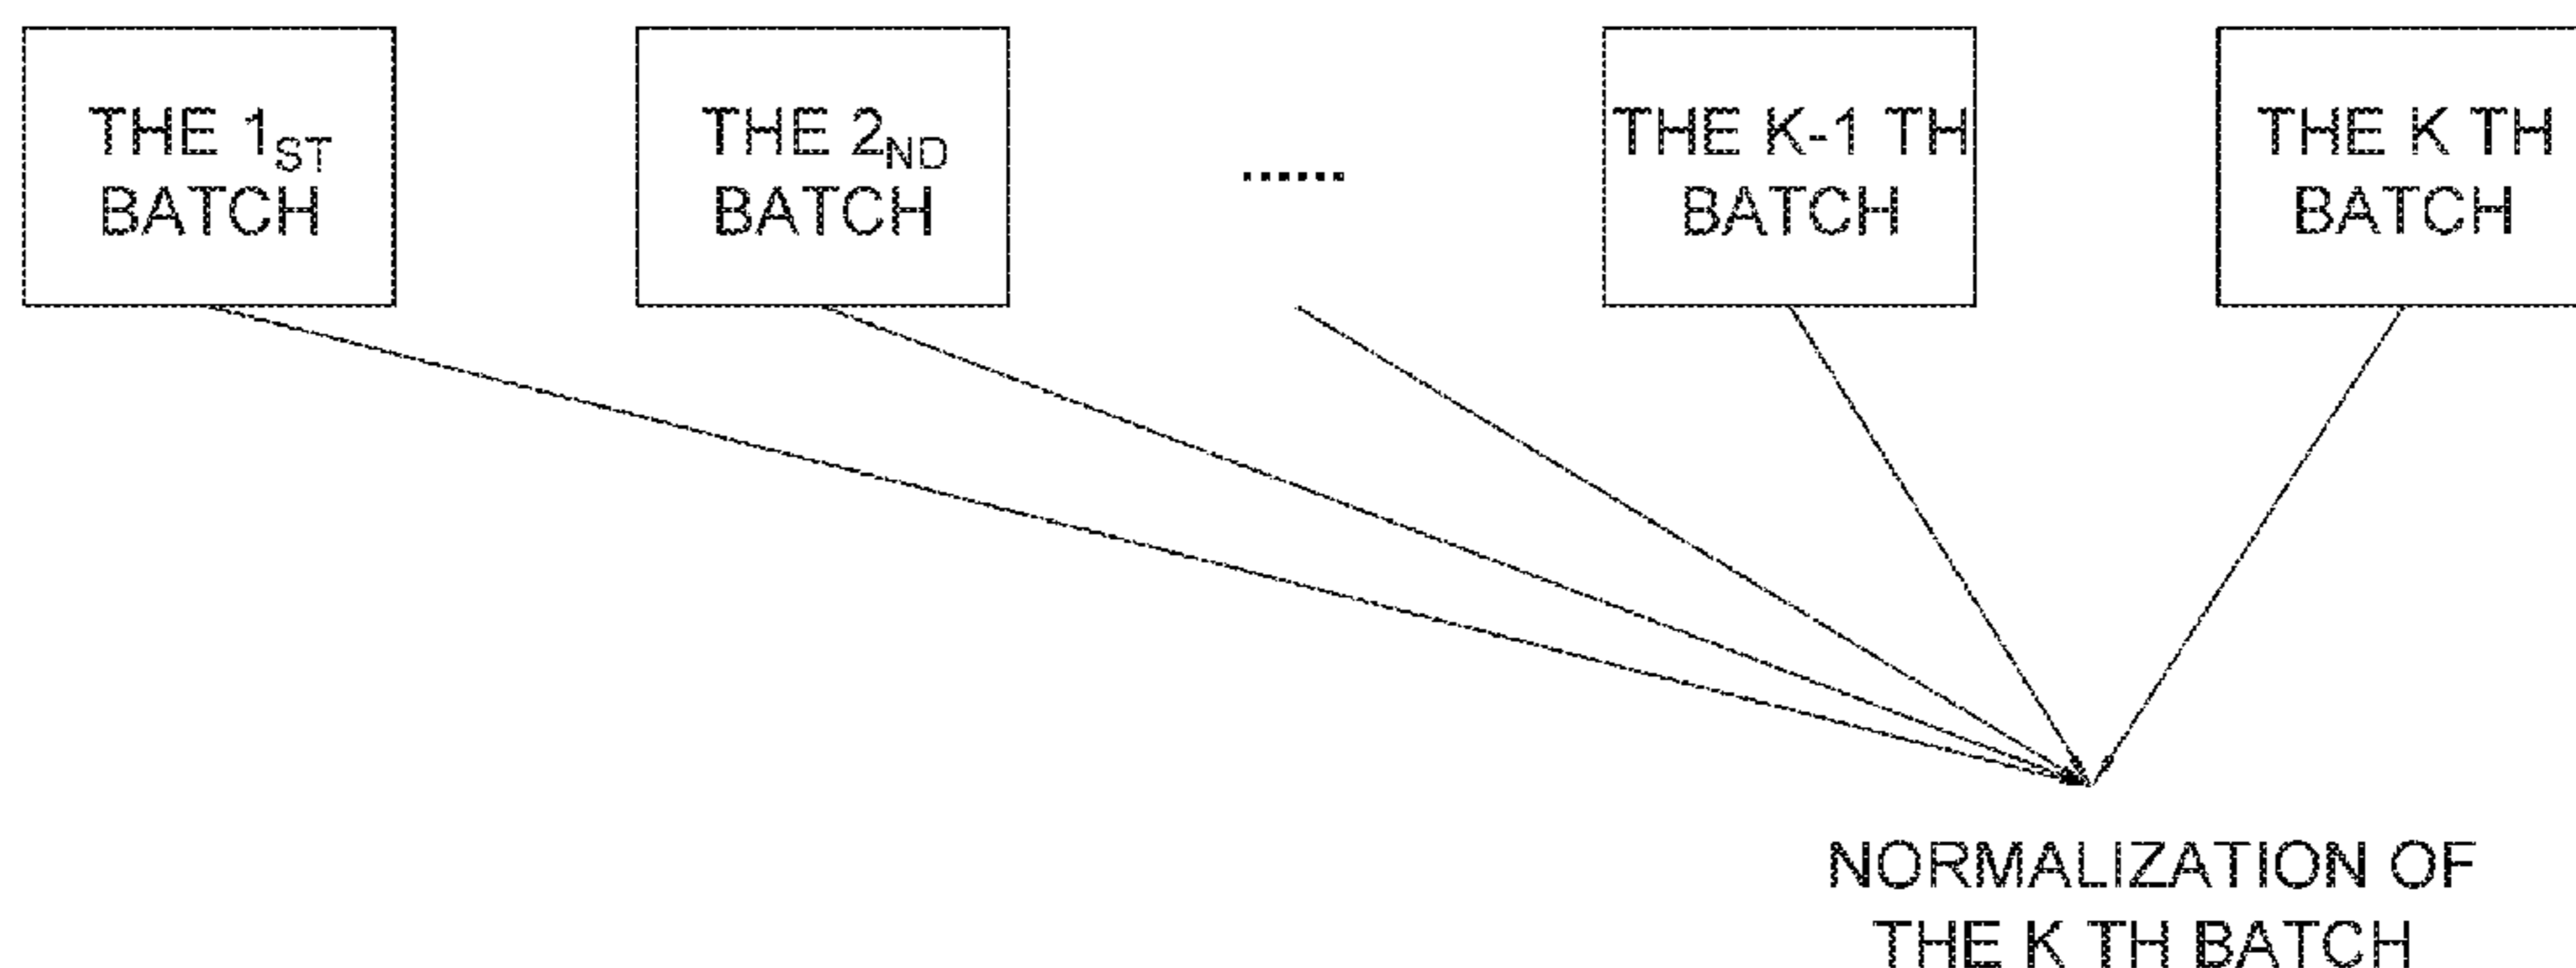 THE 1ST
BATCH
THE 2ND
BATCH
......
THE K-1 TH
BATCH
THE K TH
BATCH
NORMALIZATION OF
THE K TH BATCH